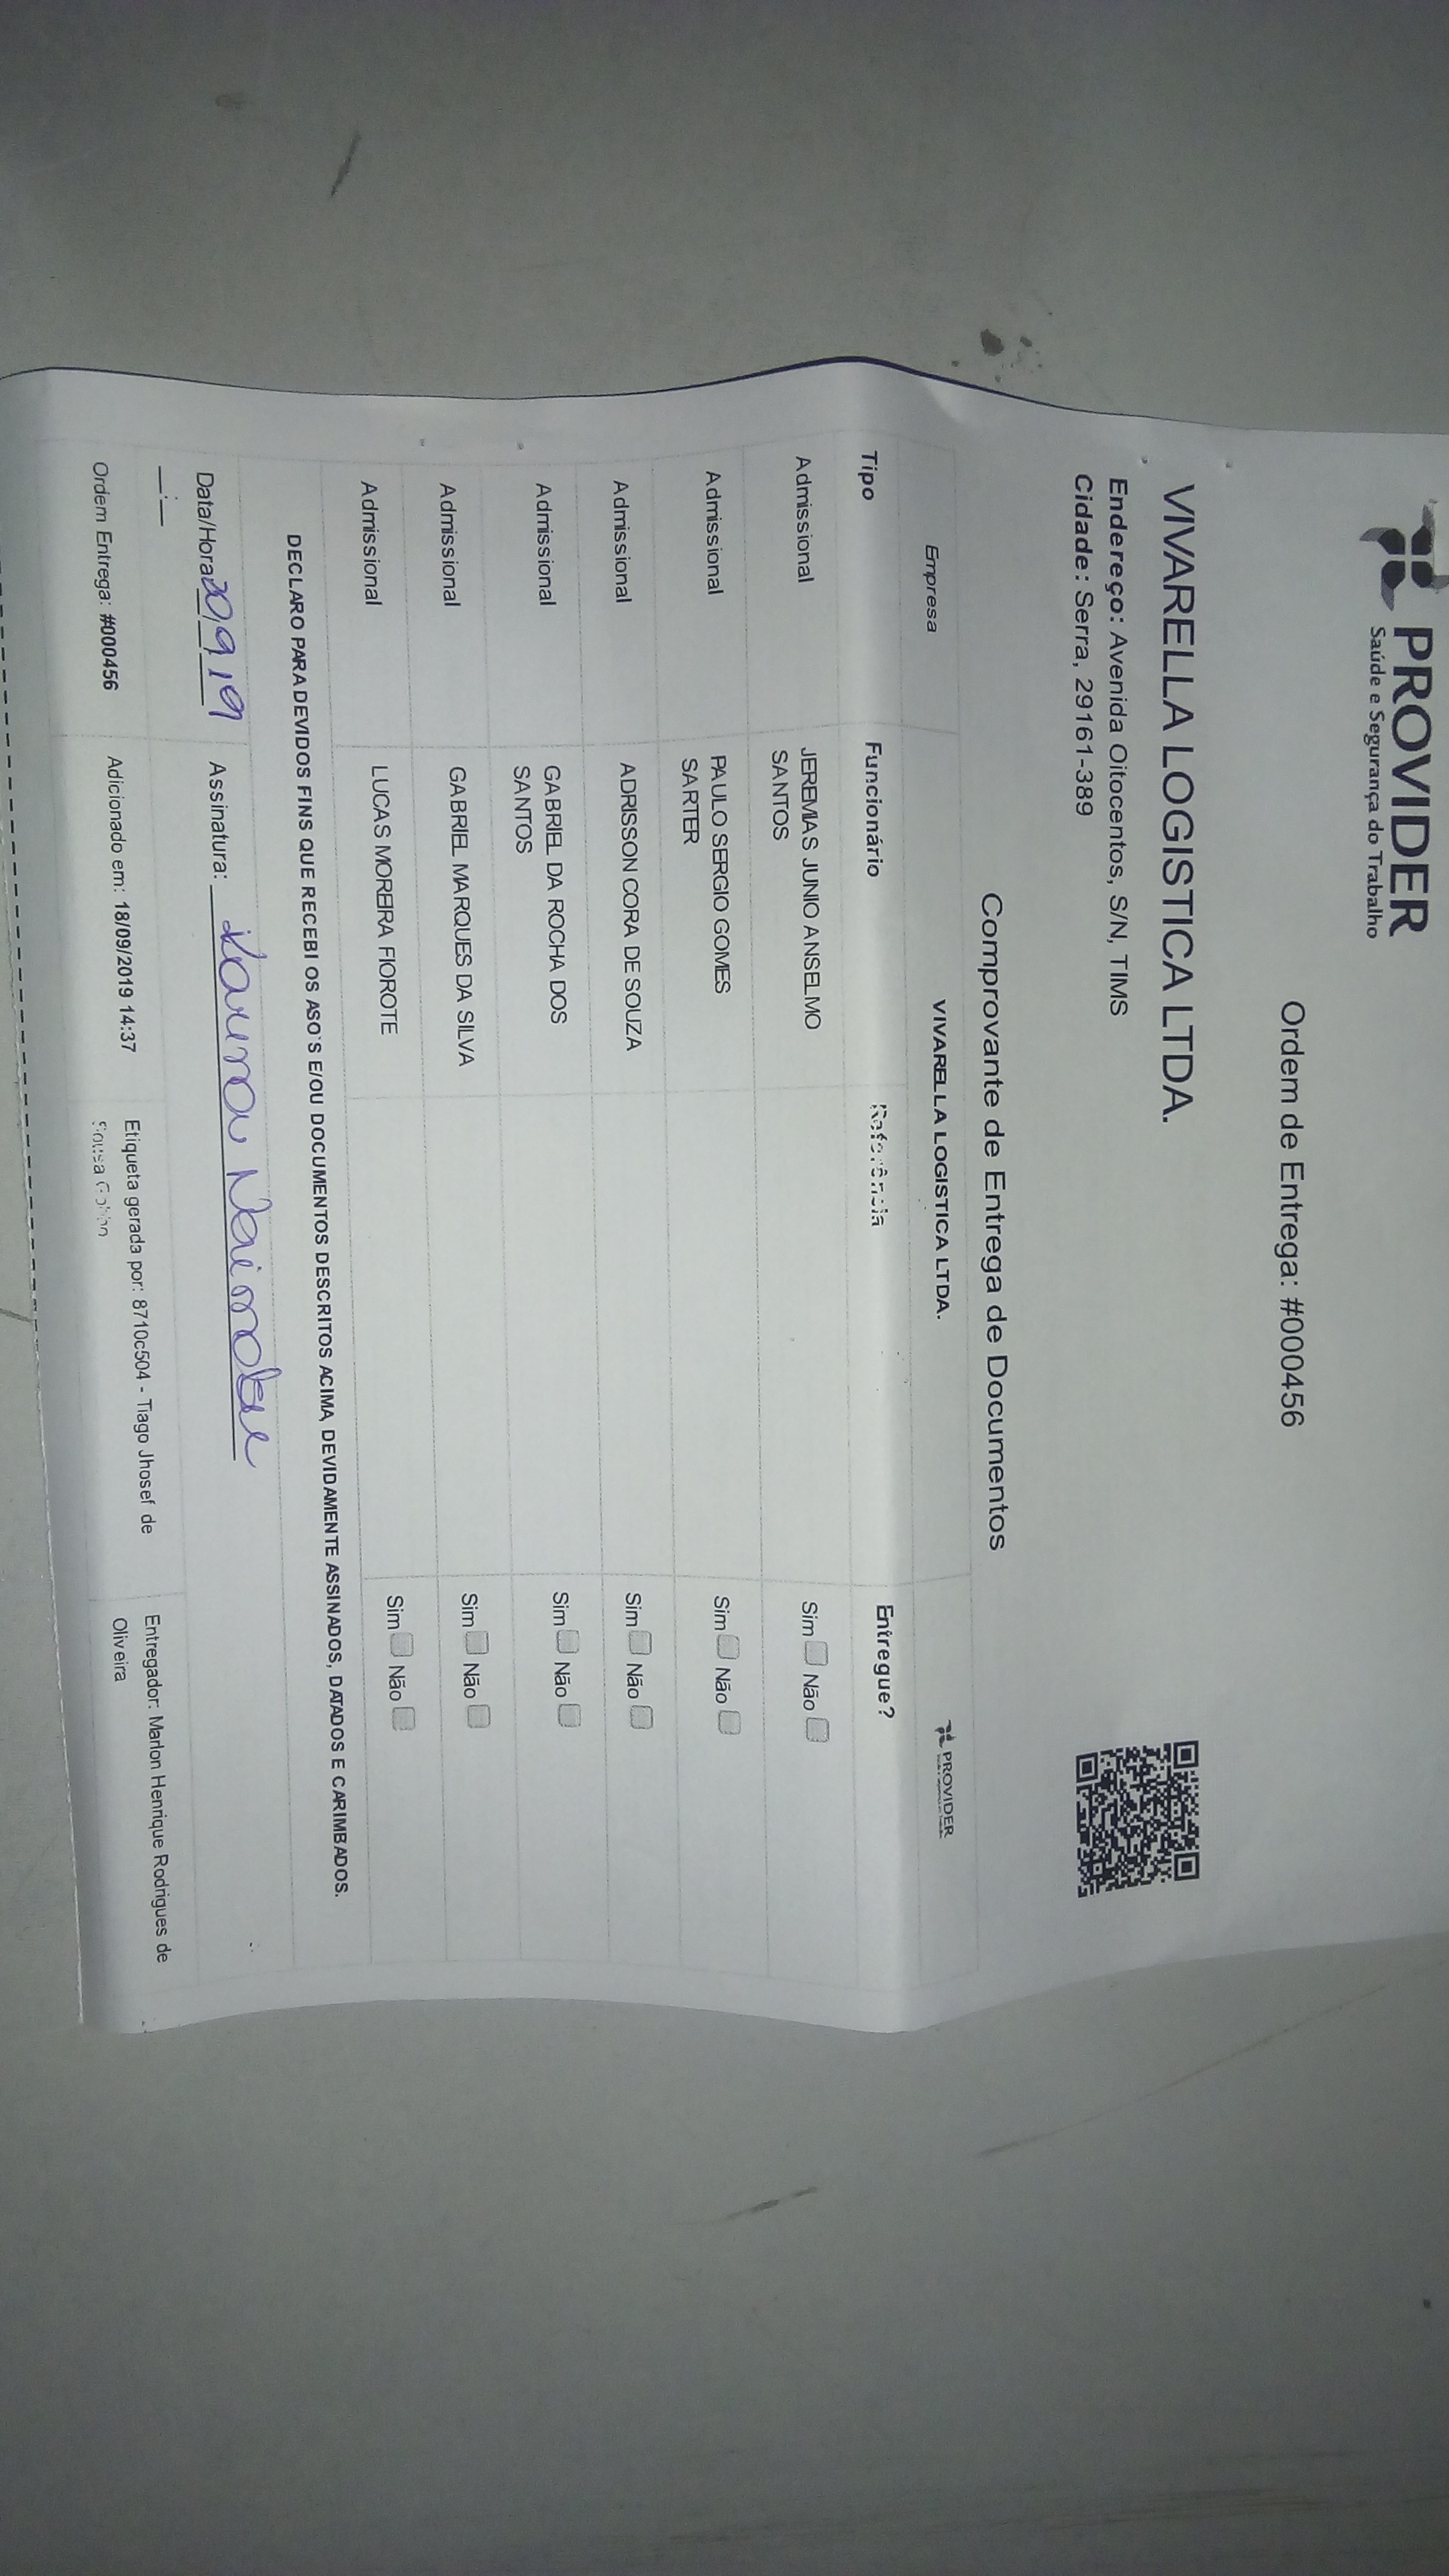 PROVIDER
Saúde e Segurança do Trabalho
Ordem de Entrega: #000456
VIVARELLA LOGISTICA LTDA.
Endereço: Avenida Oitocentos, S/N, TIMS
Cidade: Serra, 29161-389
Comprovante de Entrega de Documentos
Empresa VIVARELLA LOGISTICA LTDA. PROVIDER
Tipo Funcionário Referência Entregue?
Admissional JEREMIAS JUNIO ANSELMO SANTOS Sim Não
Admissional PAULO SERGIO GOMES SARTER Sim Não
Admissional ADRISSON CORA DE SOUZA Sim Não
Admissional GABRIEL DA ROCHA DOS SANTOS Sim Não
Admissional GABRIEL MARQUES DA SILVA Sim Não
Admissional LUCAS MOREIRA FIOROTE Sim Não
DECLARO PARA DEVIDOS FINS QUE RECEBI OS ASO'S E/OU DOCUMENTOS DESCRITOS ACIMA DEVIDAMENTE ASSINADOS, DATADOS E CARIMBADOS.
Data/Hora 20/9/19 Assinatura:
__:__
Ordem Entrega: #000456 Adicionado em: 18/09/2019 14:37 Etiqueta gerada por: 8710c504 - Tiago Jhosef de Sousa Entregador: Marlon Henrique Rodrigues de Oliveira